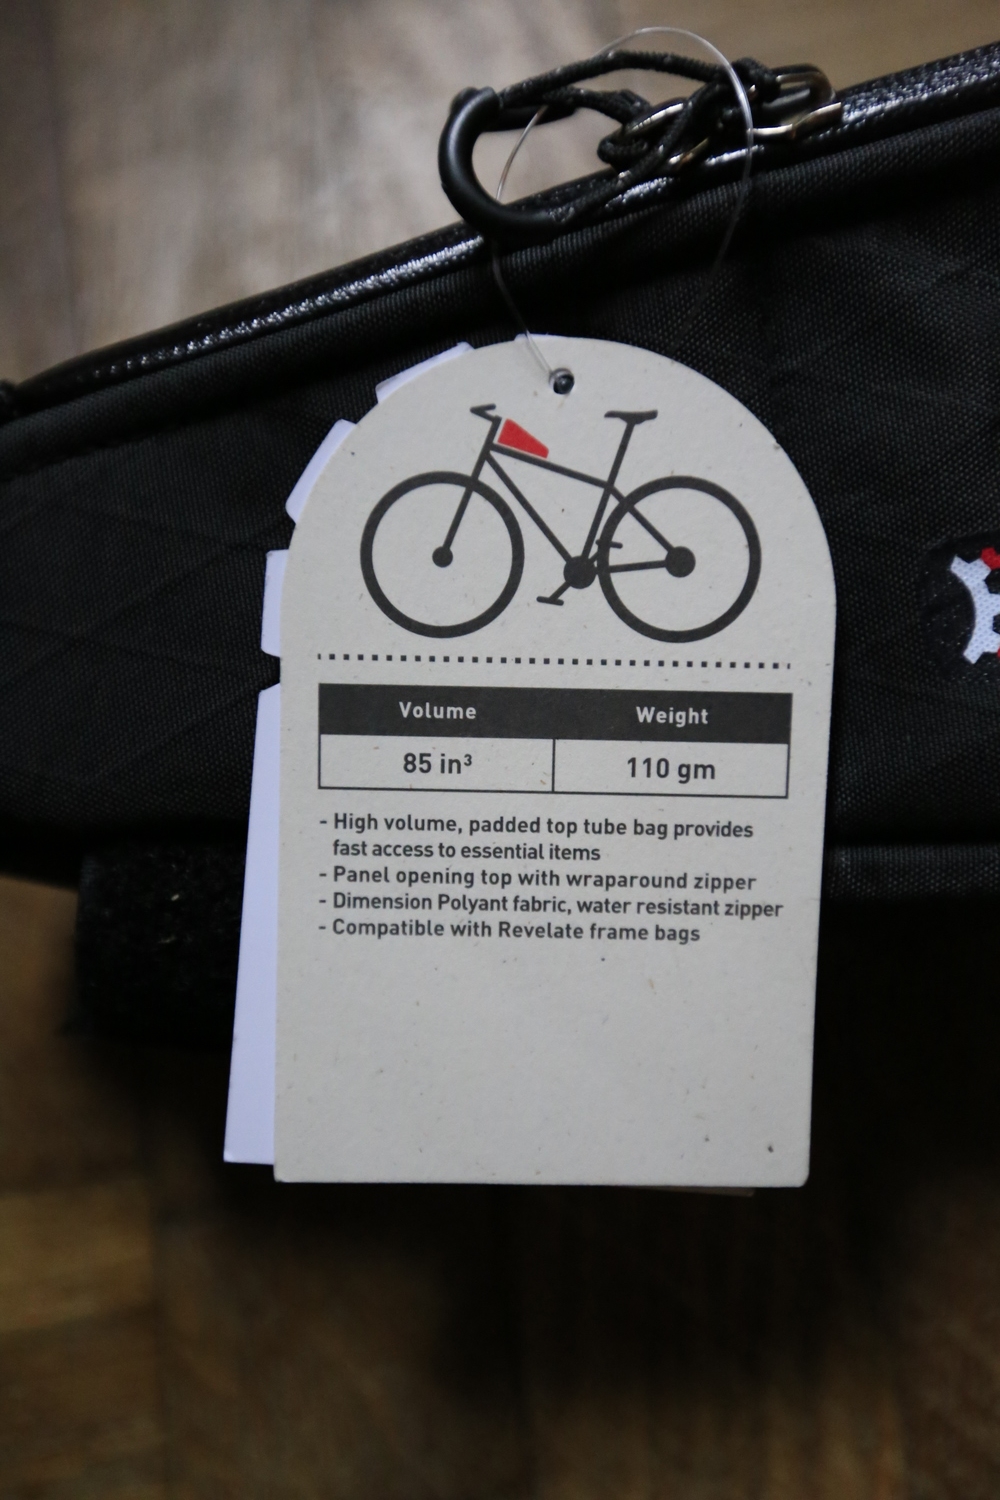 Volume Weight
85 in³ 110 gm
- High volume, padded top tube bag provides
fast access to essential items
- Panel opening top with wraparound zipper
- Dimension Polyant fabric, water resistant zipper
- Compatible with Revelate frame bags